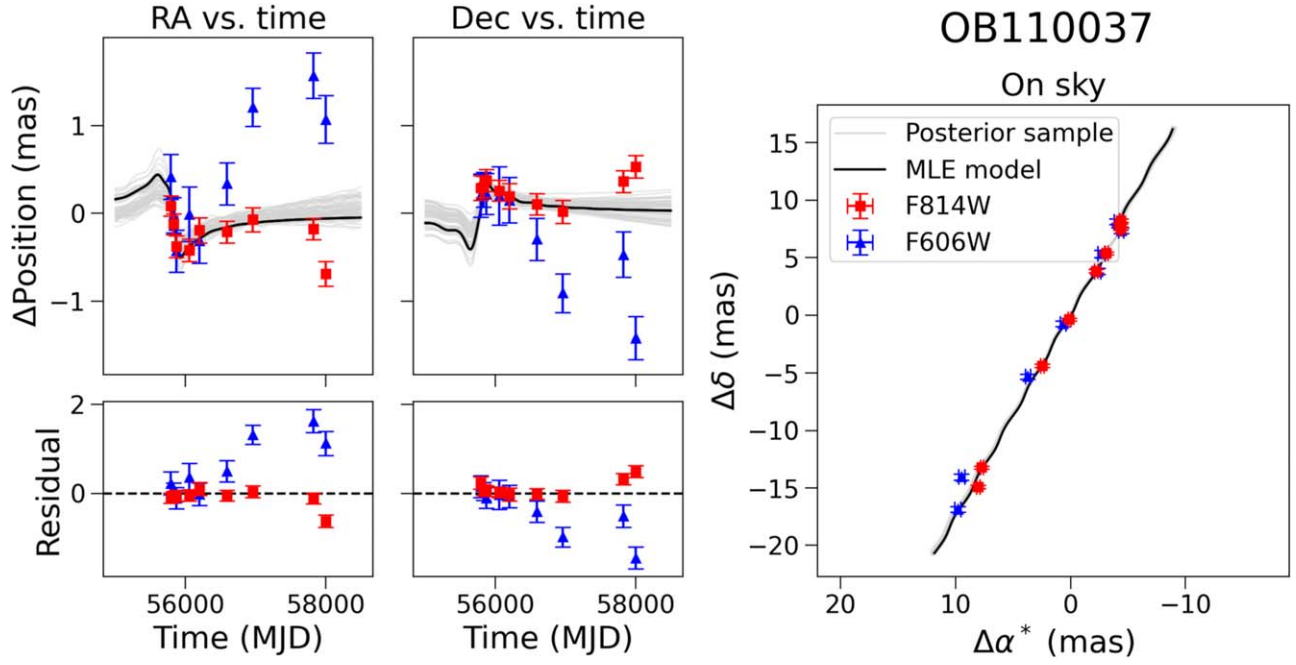 RA vs. time
Dec vs. time
OB110037
On sky
ΔPosition (mas)
1
0
−1
Residual
2
0
56000
58000
Time (MJD)
56000
58000
Time (MJD)
Posterior sample
MLE model
F814W
F606W
Δδ (mas)
15
10
5
0
−5
−10
−15
−20
20
10
0
−10
Δα* (mas)